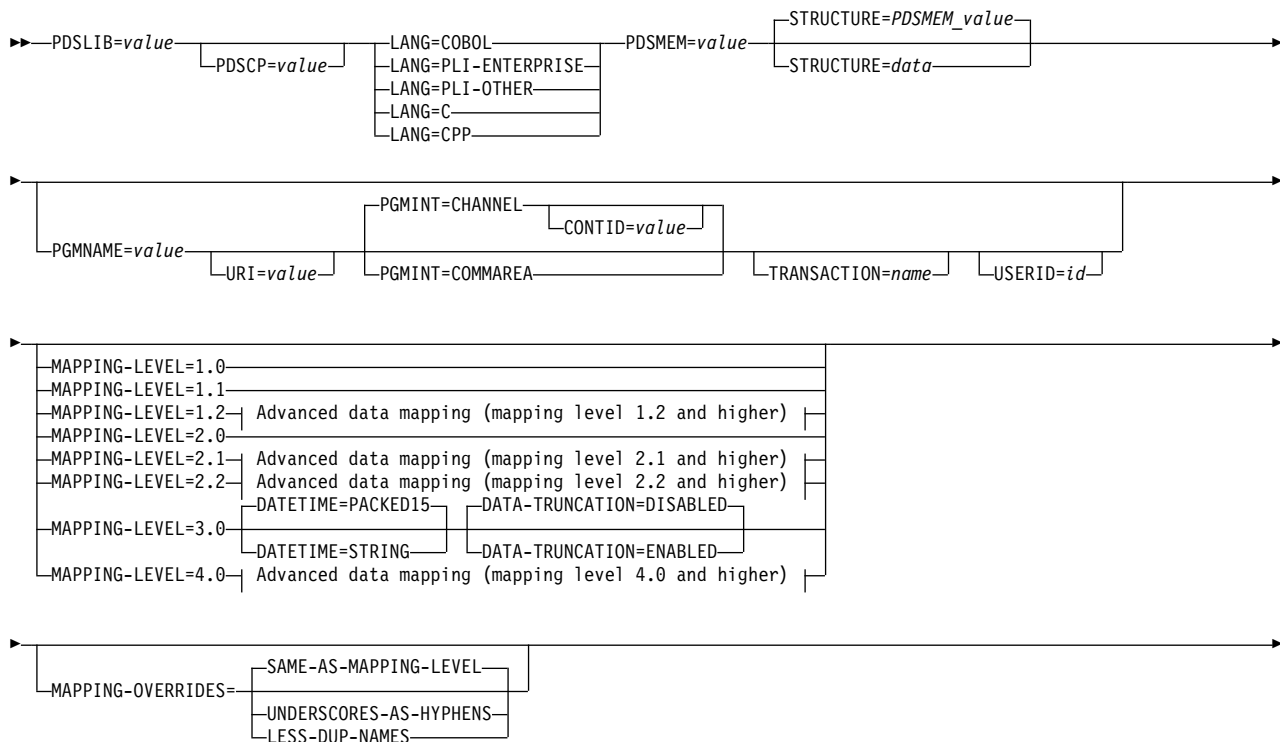 STRUCTURE=PDSMEM_value
PDSLIB=value LANG=COBOL PDSMEM=value
PDSCP=value LANG=PLI-ENTERPRISE STRUCTURE=data
LANG=PLI-OTHER
LANG=C
LANG=CPP
PGMINT=CHANNEL
PGMNAME=value CONTID=value
URI=value PGMINT=COMMAREA TRANSACTION=name USERID=id
MAPPING-LEVEL=1.0
MAPPING-LEVEL=1.1
MAPPING-LEVEL=1.2 Advanced data mapping (mapping level 1.2 and higher)
MAPPING-LEVEL=2.0
MAPPING-LEVEL=2.1 Advanced data mapping (mapping level 2.1 and higher)
MAPPING-LEVEL=2.2 Advanced data mapping (mapping level 2.2 and higher)
DATETIME=PACKED15 DATA-TRUNCATION=DISABLED
MAPPING-LEVEL=3.0
DATETIME=STRING DATA-TRUNCATION=ENABLED
MAPPING-LEVEL=4.0 Advanced data mapping (mapping level 4.0 and higher)
SAME-AS-MAPPING-LEVEL
MAPPING-OVERRIDES=
UNDERSCORES-AS-HYPHENS
LESS-DUP-NAMES